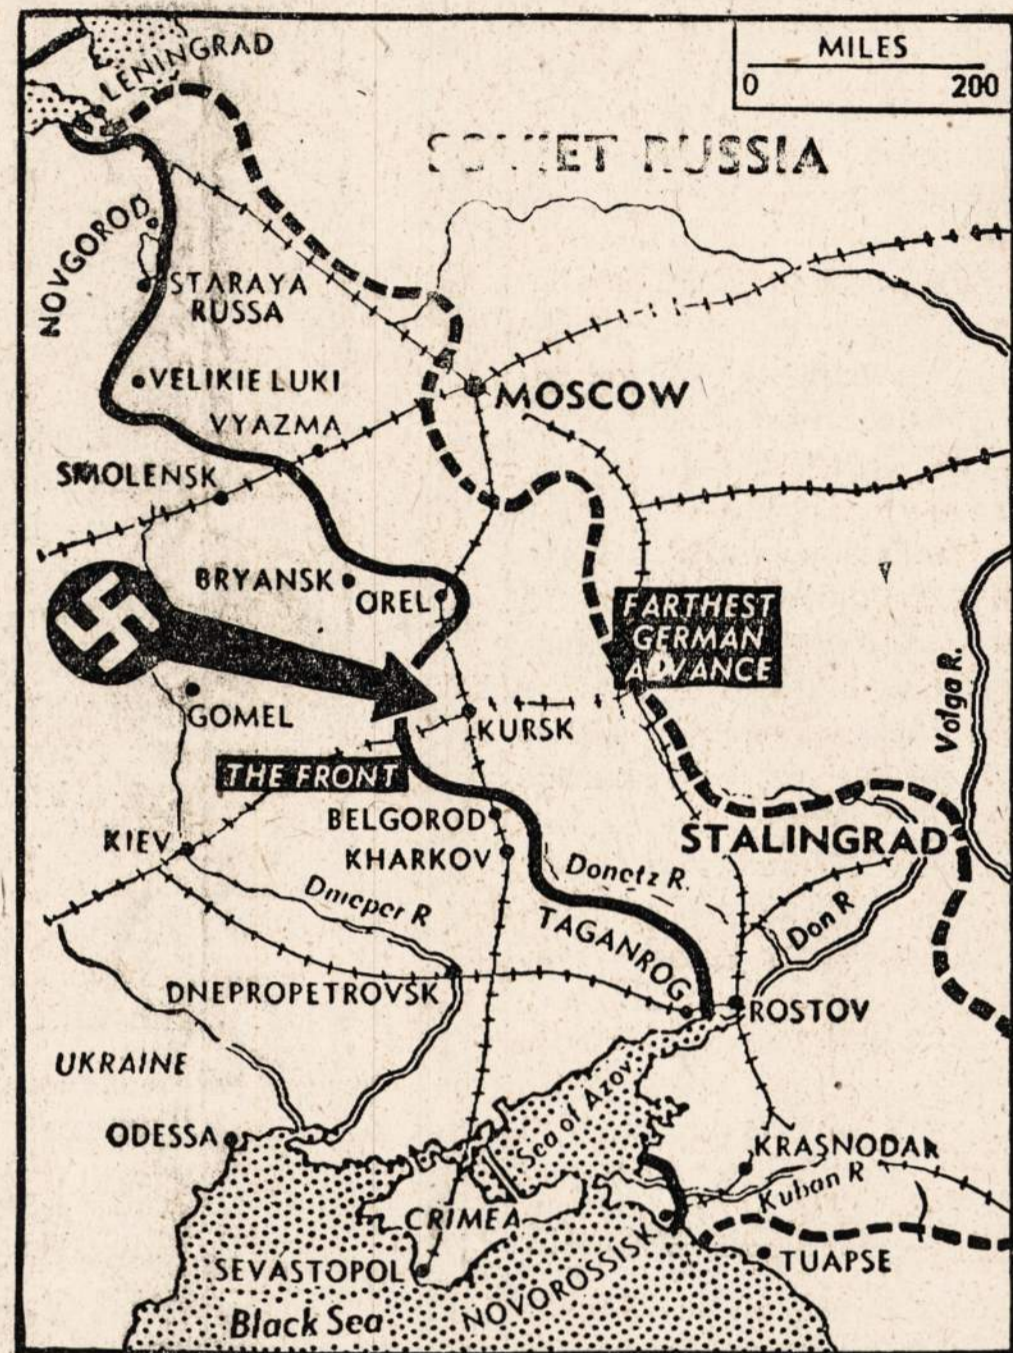 MILES
0 200
LENINGRAD
SOVIET RUSSIA
NOVGOROD
STARAYA
RUSSA
VELIKIE LUKI
MOSCOW
VYAZMA
SMOLENSK
BRYANSK
OREL
FARTHEST
GERMAN
ADVANCE
GOMEL
KURSK
Volga R.
THE FRONT
BELGOROD
STALINGRAD
KIEV
KHARKOV
Donetz R.
Dnieper R
Don R
TAGANROG
DNEPROPETROVSK
ROSTOV
UKRAINE
Sea of Azov
ODESSA
KRASNODAR
Kuban R
CRIMEA
NOVOROSSISK
TUAPSE
SEVASTOPOL
Black Sea